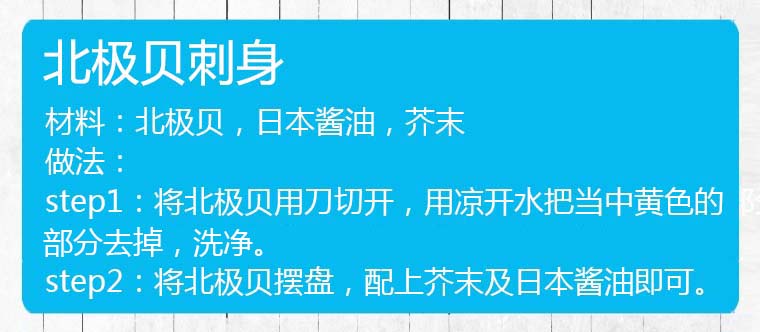 北极贝刺身
材料：北极贝，日本酱油，芥末
做法：
step1：将北极贝用刀切开，用凉开水把当中黄色的
部分去掉，洗净。
step2：将北极贝摆盘，配上芥末及日本酱油即可。